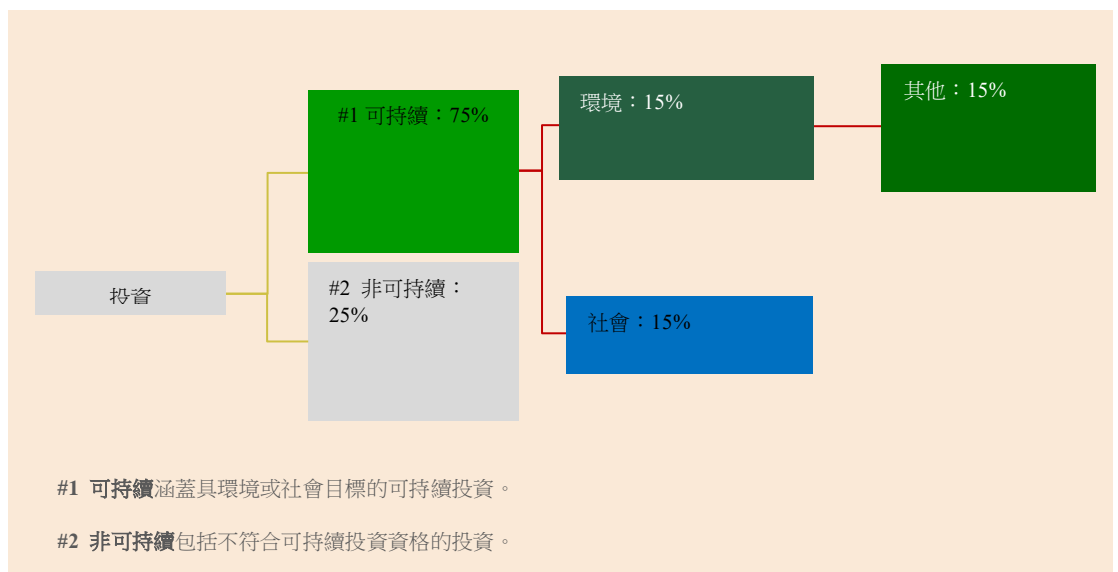 投資
#1 可持續：75%
#2 非可持續：
25%
環境：15%
其他：15%
社會：15%
#1 可持續涵蓋具環境或社會目標的可持續投資。
#2 非可持續包括不符合可持續投資資格的投資。